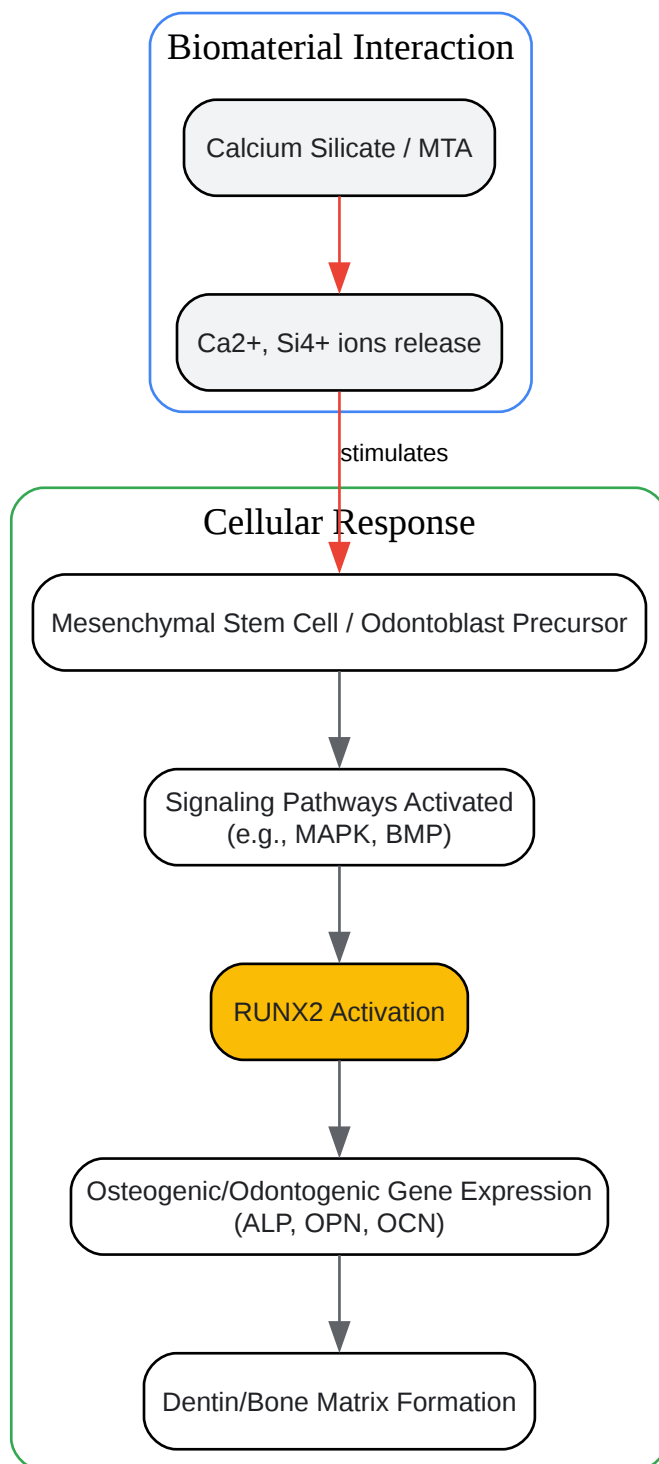 Biomaterial Interaction
Calcium Silicate / MTA
Ca2+, Si4+ ions release
stimulates
Cellular Response
Mesenchymal Stem Cell / Odontoblast Precursor
Signaling Pathways Activated
(e.g., MAPK, BMP)
RUNX2 Activation
Osteogenic/Odontogenic Gene Expression
(ALP, OPN, OCN)
Dentin/Bone Matrix Formation